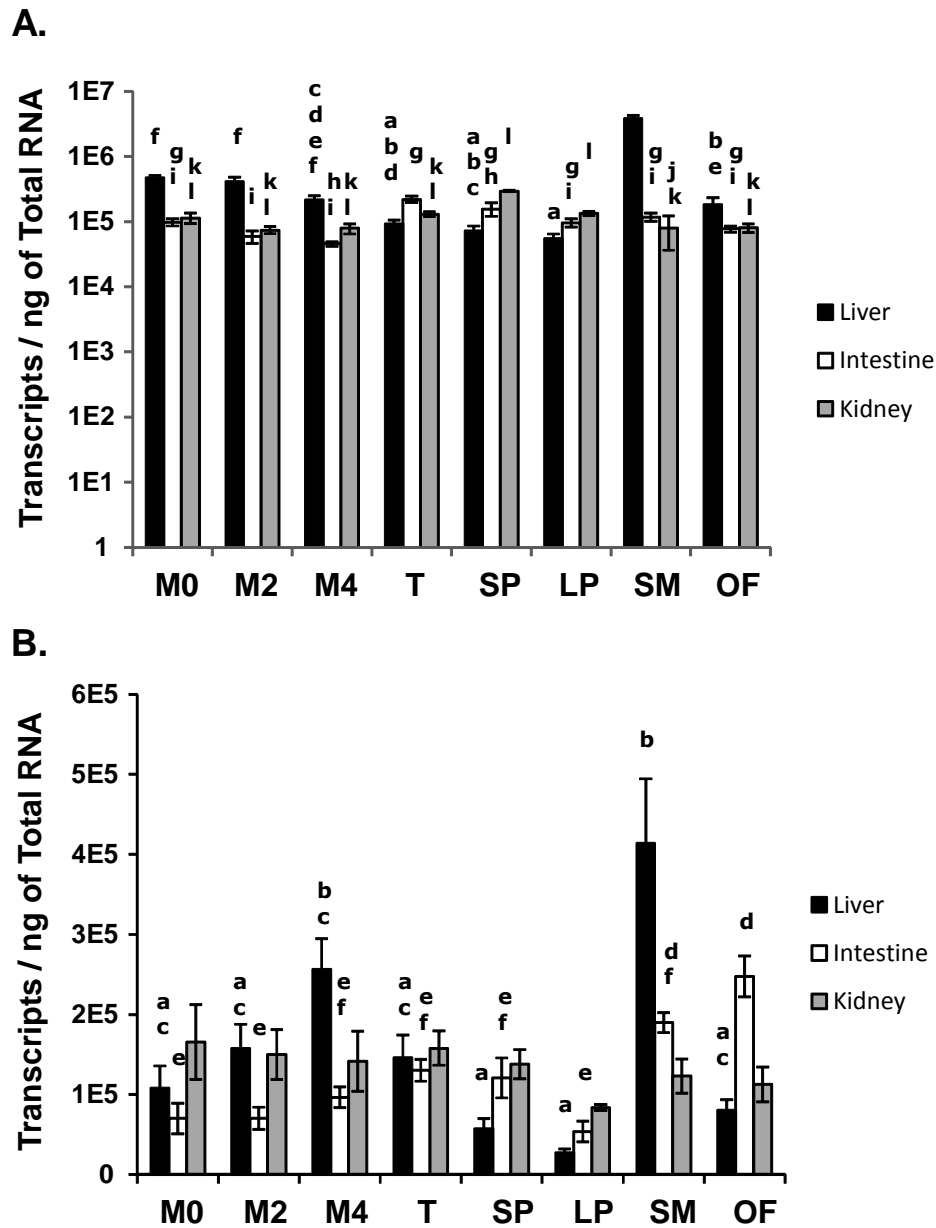 A.
Transcripts / ng of Total RNA
1E7
1E6
1E5
1E4
1E3
1E2
1E1
1
f
g
i
k
l
f
i
k
l
c
d
e
f
h
i
k
l
a
b
d
g
k
l
a
b
c
g
h
l
a
g
i
l
g
i
j
k
b
e
g
i
k
l
M0 M2 M4 T SP LP SM OF
Liver
Intestine
Kidney
B.
Transcripts / ng of Total RNA
6E5
5E5
4E5
3E5
2E5
1E5
0
a
c
e
a
c
e
b
c
e
f
a
c
e
f
a
e
f
a
e
b
d
f
a
c
d
M0 M2 M4 T SP LP SM OF
Liver
Intestine
Kidney